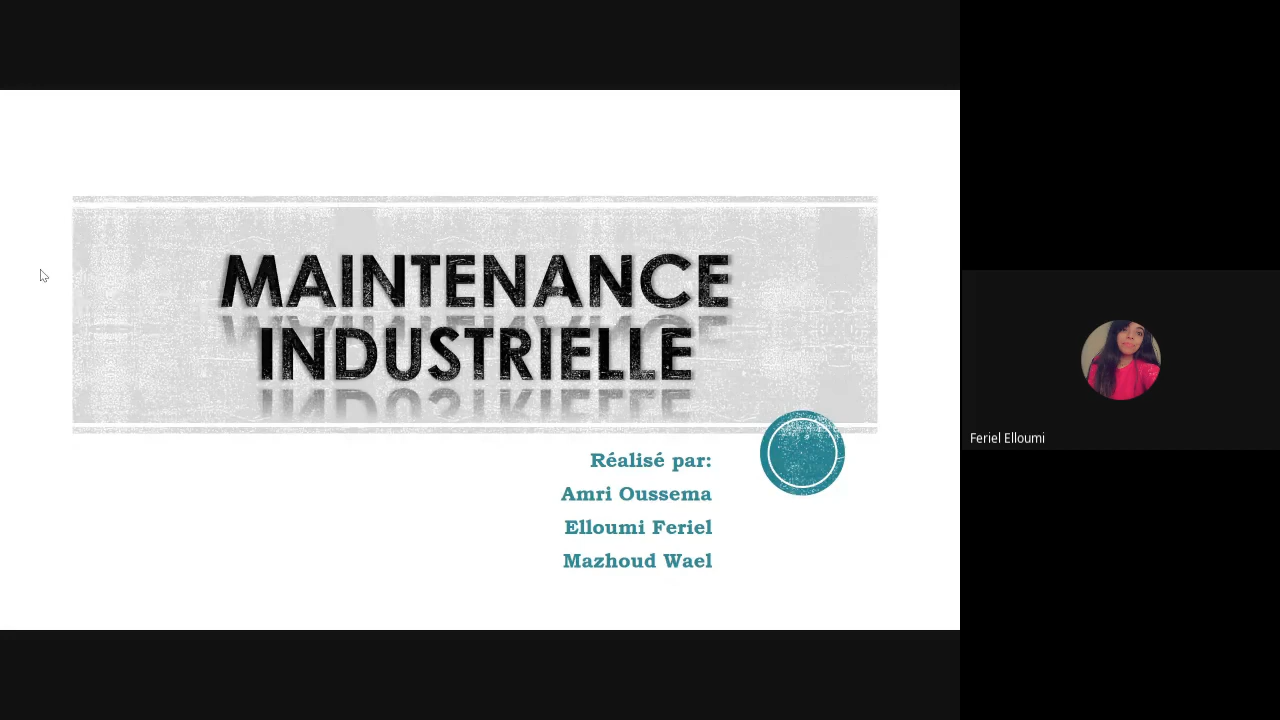 MAINTENANCE
INDUSTRIELLE
Réalisé par:
Amri Oussema
Elloumi Feriel
Mazhoud Wael
Feriel Elloumi